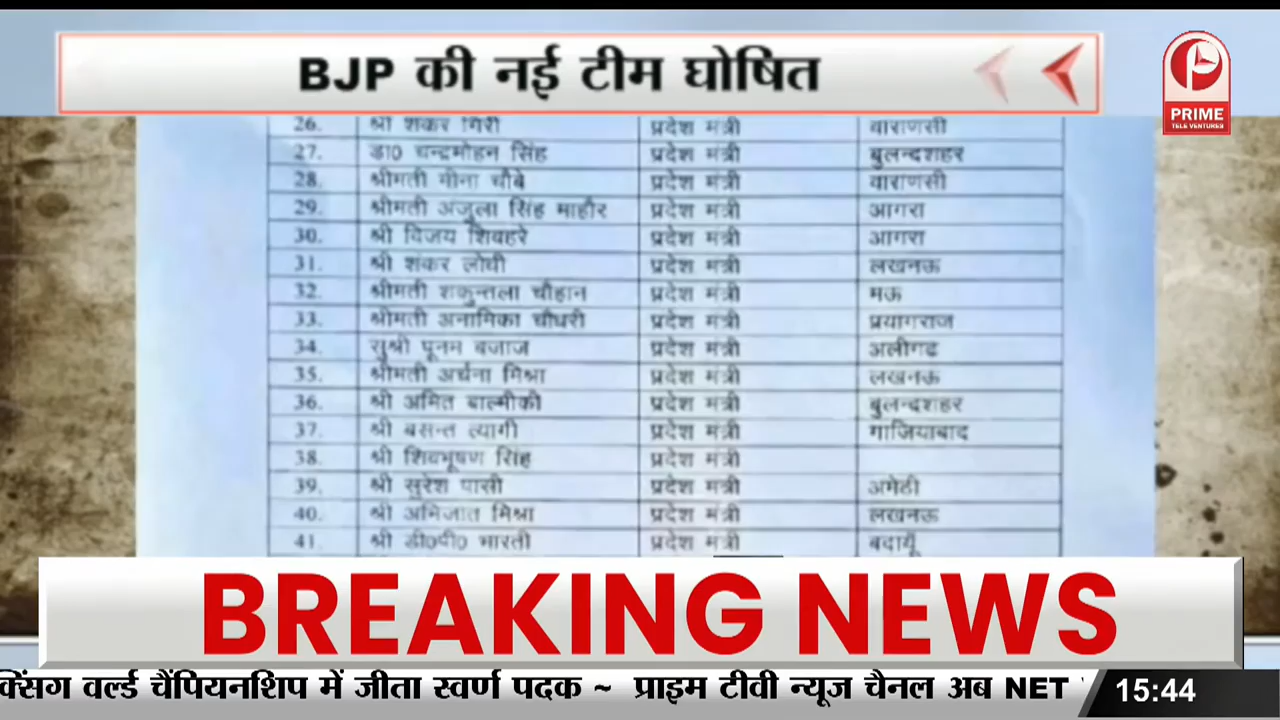 BJP की नई टीम घोषित
PRIME
TELE VENTURES
26. श्री शंकर गिरी प्रदेश मंत्री वाराणसी
27. डा0 चन्द्रमोहन सिंह प्रदेश मंत्री बुलन्दशहर
28. श्रीमती मीना चौबे प्रदेश मंत्री वाराणसी
29. श्रीमती अंजुला सिंह माहौर प्रदेश मंत्री आगरा
30. श्री विजय शिवहरे प्रदेश मंत्री आगरा
31. श्री शंकर लोधी प्रदेश मंत्री लखनऊ
32. श्रीमती शकुन्तला चौहान प्रदेश मंत्री मऊ
33. श्रीमती अनामिका चौधरी प्रदेश मंत्री प्रयागराज
34. सुश्री पूनम बजाज प्रदेश मंत्री अलीगढ
35. श्रीमती अर्चना मिश्रा प्रदेश मंत्री लखनऊ
36. श्री अमित बाल्मीकी प्रदेश मंत्री बुलन्दशहर
37. श्री बसन्त त्यागी प्रदेश मंत्री गाजियाबाद
38. श्री शिवभूषण सिंह प्रदेश मंत्री
39. श्री सुरेश पासी प्रदेश मंत्री अमेठी
40. श्री अभिजात मिश्रा प्रदेश मंत्री लखनऊ
41. श्री डी0पी0 भारती प्रदेश मंत्री बदायूँ
BREAKING NEWS
क्सिंग वर्ल्ड चैंपियनशिप में जीता स्वर्ण पदक ~ प्राइम टीवी न्यूज चैनल अब NET
15:44